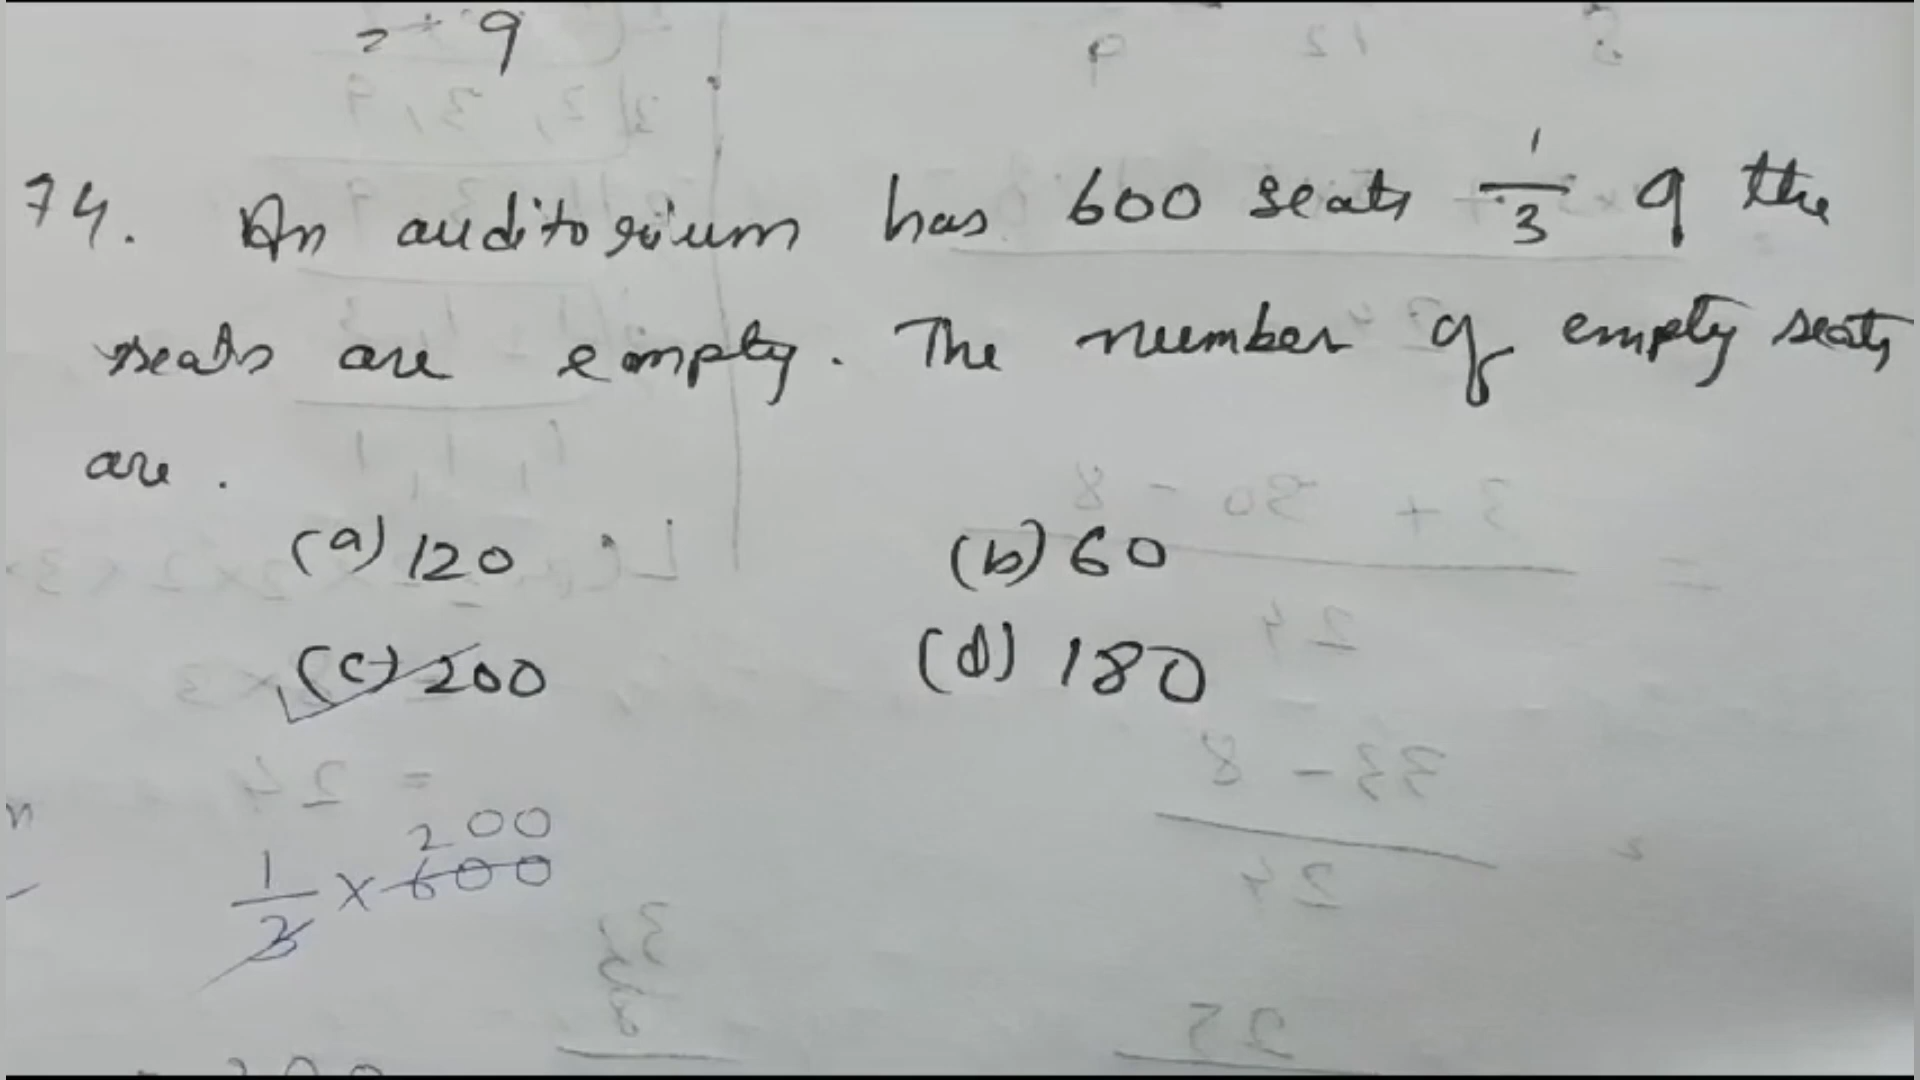 = 9
74. An auditorium has 600 seats 1/3 of the
seats are empty. The number of empty seats
are.
(a) 120 (b) 60
(c) 200 (d) 180
200
1/3 × 600